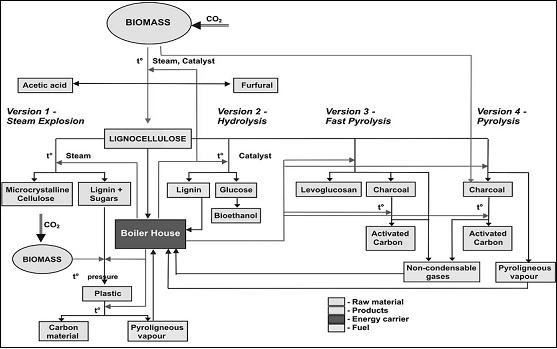 BIOMASS
CO₂
t° Steam, Catalyst
Acetic acid
Furfural
Version 1 -
Steam Explosion
Version 2 -
Hydrolysis
Version 3 -
Fast Pyrolysis
Version 4 -
Pyrolysis
LIGNOCELLULOSE
t° Steam
t° Catalyst
t°
t°
Microcrystalline
Cellulose
Lignin +
Sugars
Lignin
Glucose
Levoglucosan
Charcoal
Charcoal
Bioethanol
t°
t°
CO₂
Boiler House
Activated
Carbon
Activated
Carbon
BIOMASS
t° pressure
Non-condensable
gases
Pyroligneous
vapour
Plastic
t°
Carbon
material
Pyroligneous
vapour
- Raw material
- Products
- Energy carrier
- Fuel